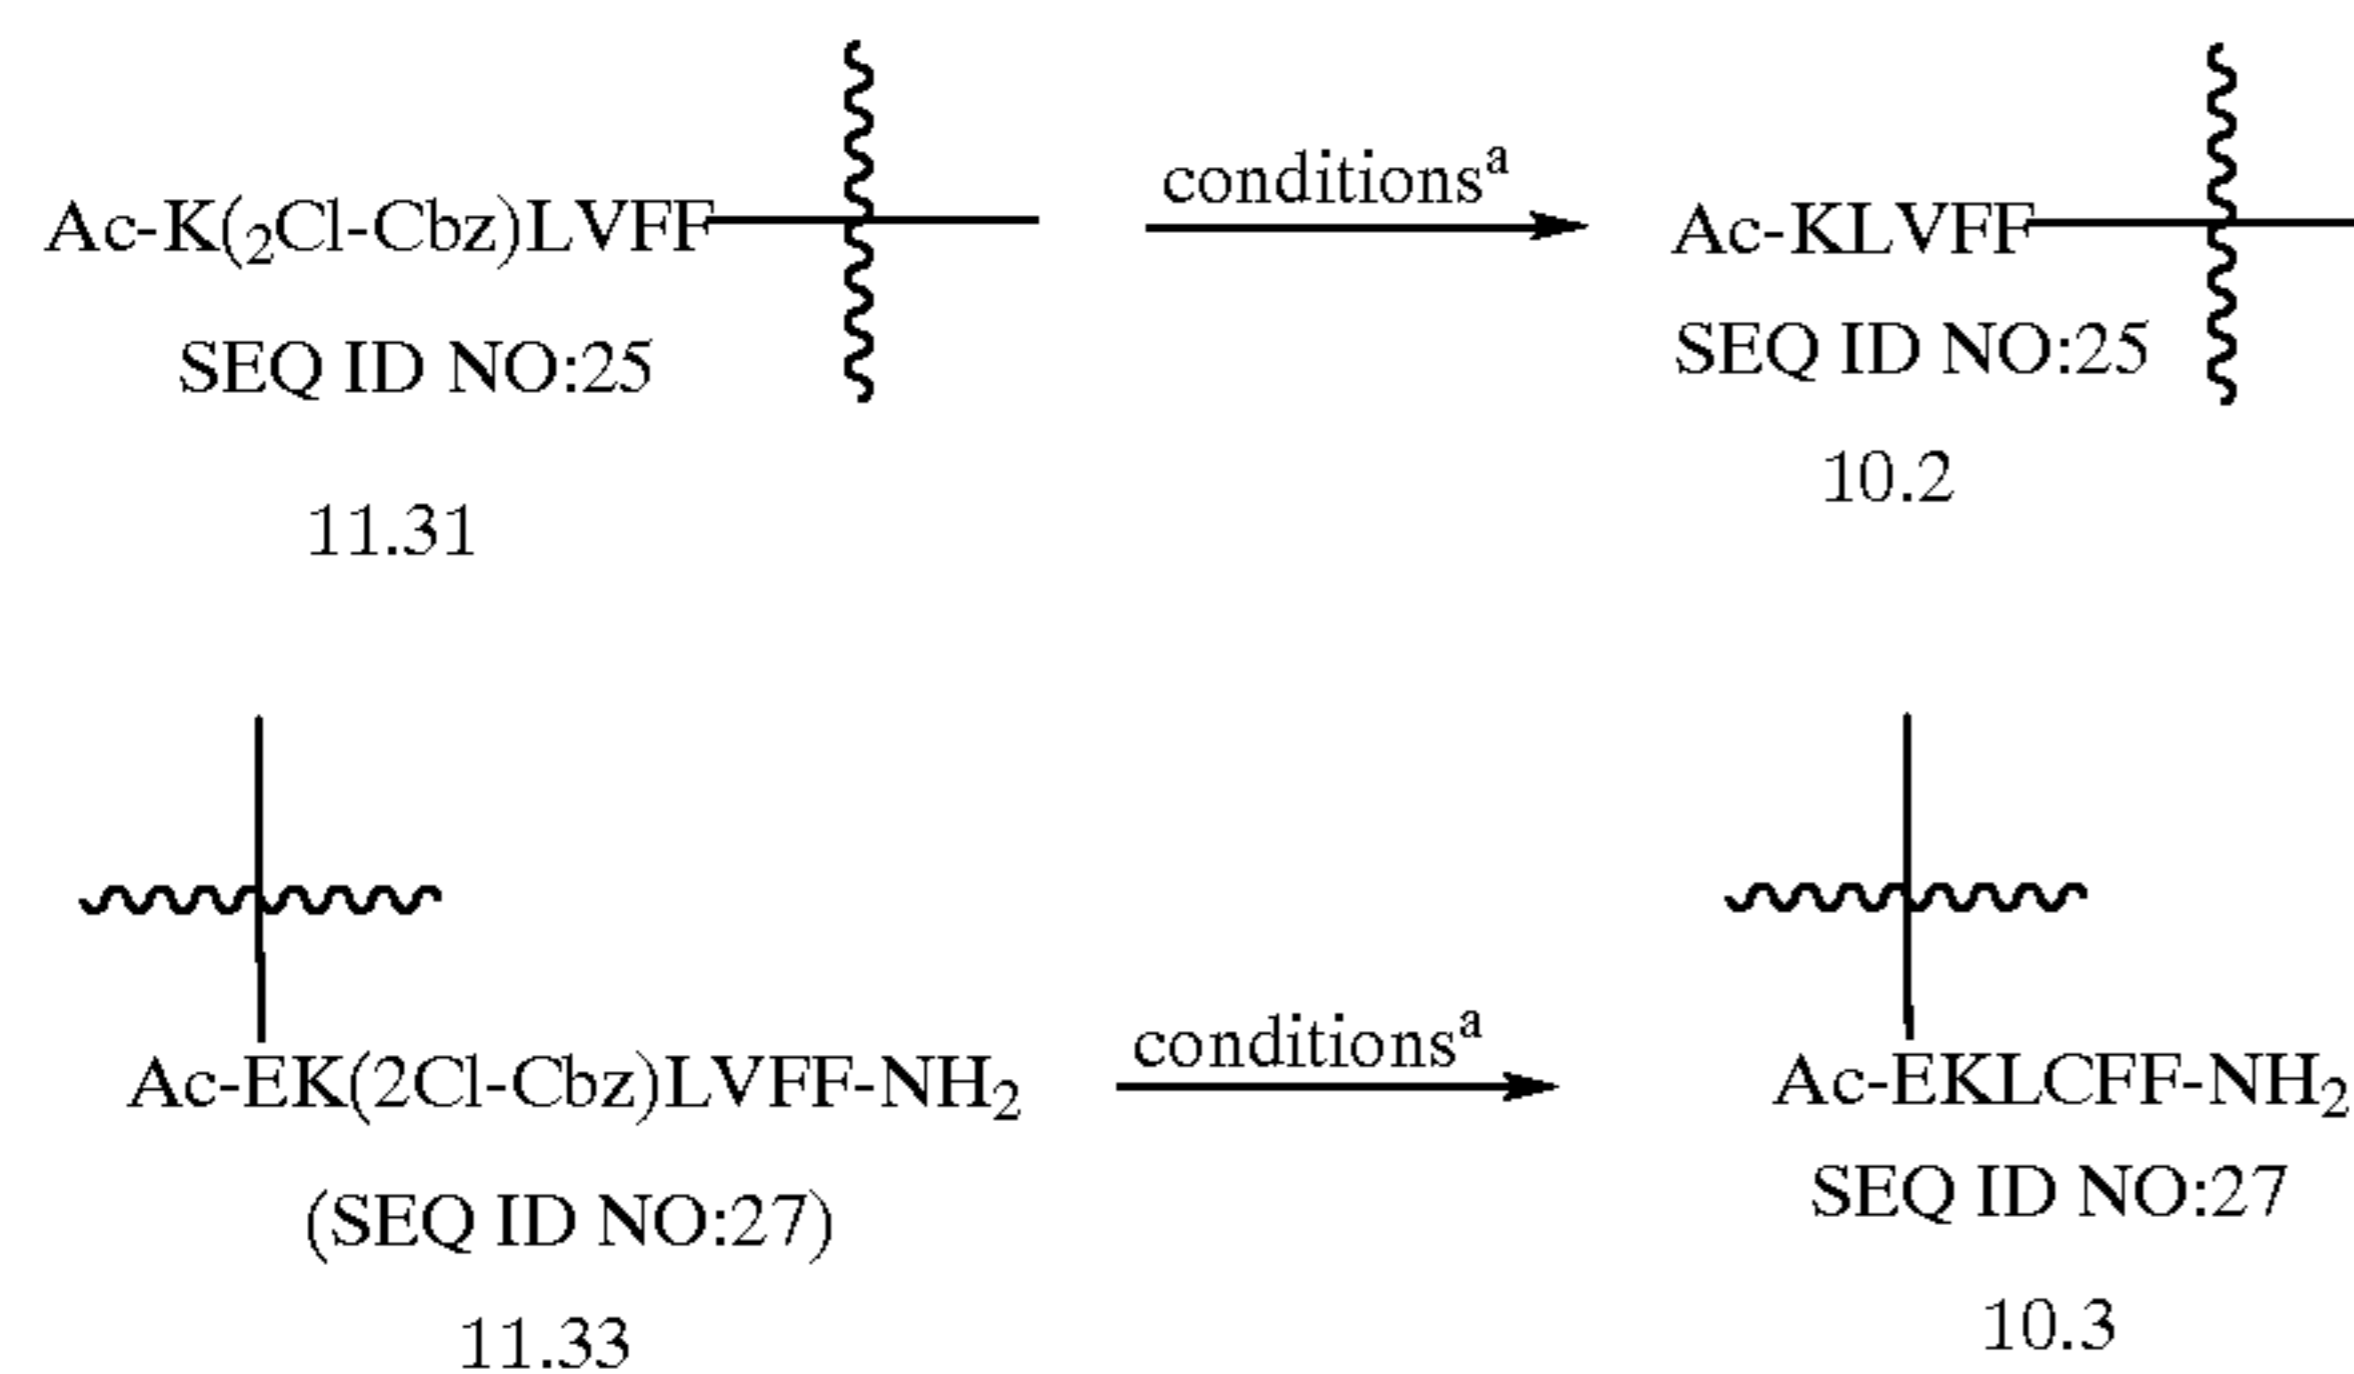 conditionsᵃ
Ac-K(₂Cl-Cbz)LVFF
Ac-KLVFF
SEQ ID NO:25
SEQ ID NO:25
10.2
11.31
conditionsᵃ
Ac-EK(2Cl-Cbz)LVFF-NH₂
Ac-EKLCFF-NH₂
SEQ ID NO:27
(SEQ ID NO:27)
10.3
11.33